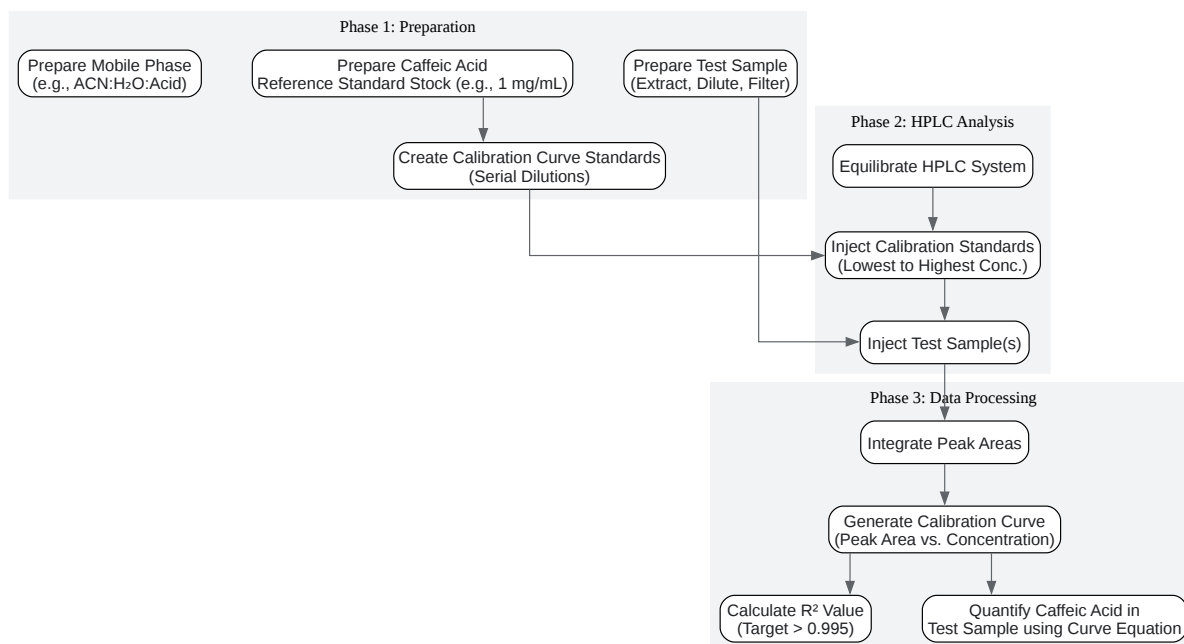 Phase 1: Preparation
Prepare Mobile Phase
(e.g., ACN:H₂O:Acid)
Prepare Caffeic Acid
Reference Standard Stock (e.g., 1 mg/mL)
Prepare Test Sample
(Extract, Dilute, Filter)
Create Calibration Curve Standards
(Serial Dilutions)
Phase 2: HPLC Analysis
Equilibrate HPLC System
Inject Calibration Standards
(Lowest to Highest Conc.)
Inject Test Sample(s)
Phase 3: Data Processing
Integrate Peak Areas
Generate Calibration Curve
(Peak Area vs. Concentration)
Calculate R² Value
(Target > 0.995)
Quantify Caffeic Acid in
Test Sample using Curve Equation